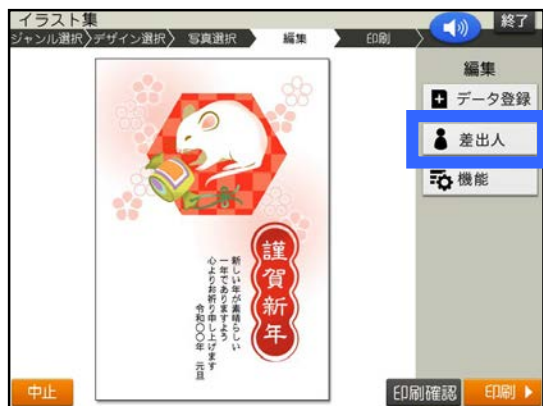 イラスト集
終了
ジャンル選択〉デザイン選択〉 写真選択 編集 印刷
編集
データ登録
差出人
機能
謹賀新年
新しい年が素晴らしい
一年でありますよう
心よりお祈り申し上げます
令和〇〇年 元旦
中止
印刷確認
印刷